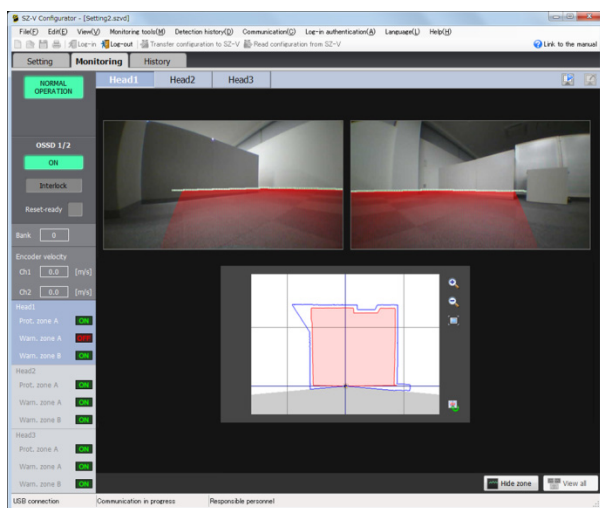 SZ-V Configurator - [Setting2.szvd]
File(F) Edit(E) View(V) Monitoring tools(M) Detection history(D) Communication(C) Log-in authentication(A) Language(L) Help(H)
Log-in Log-out Transfer configuration to SZ-V Read configuration from SZ-V Link to the manual
Setting Monitoring History
NORMAL
OPERATION
Head1 Head2 Head3
OSSD 1/2
ON
Interlock
Reset-ready
Bank 0
Encoder velocity
Ch1 0.0 [m/s]
Ch2 0.0 [m/s]
Head1
Prot. zone A ON
Warn. zone A OFF
Warn. zone B ON
Head2
Prot. zone A ON
Warn. zone A ON
Warn. zone B ON
Head3
Prot. zone A ON
Warn. zone A ON
Warn. zone B ON
Hide zone View all
USB connection Communication in progress Responsible personnel